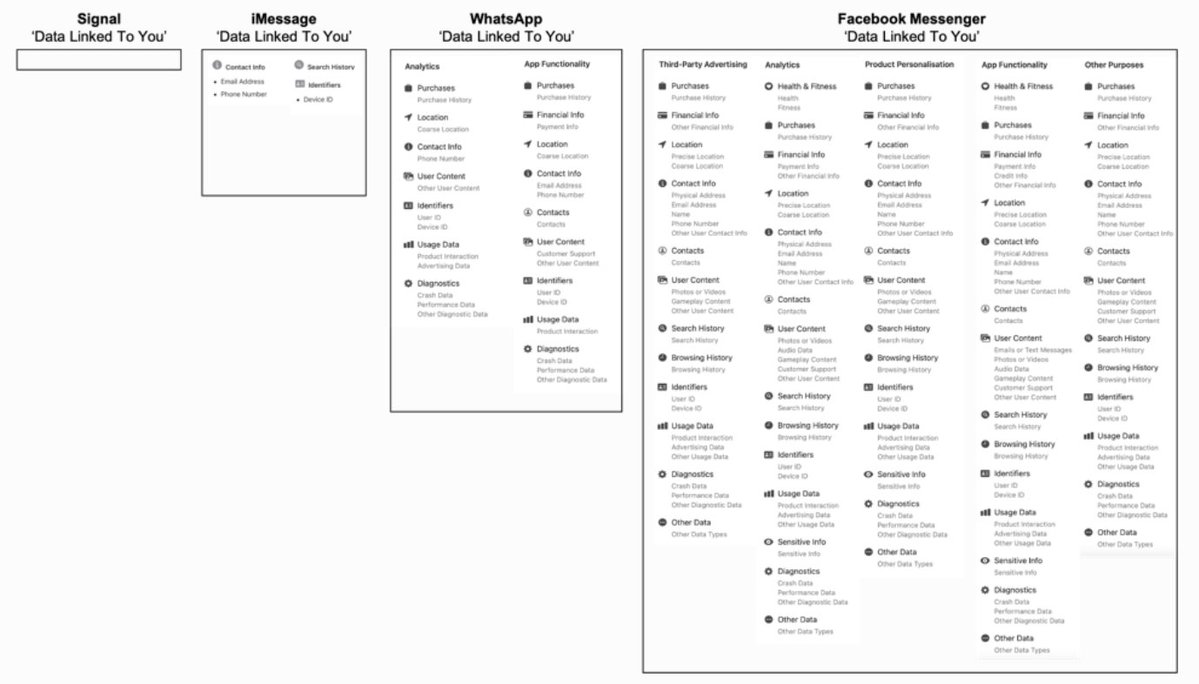 Signal
'Data Linked To You'
iMessage
'Data Linked To You'
Contact Info
Email Address
Phone Number
Search History
Identifiers
Device ID
WhatsApp
'Data Linked To You'
Analytics
Purchases
Purchase History
Location
Coarse Location
Contact Info
Phone Number
User Content
Other User Content
Identifiers
User ID
Device ID
Usage Data
Product Interaction
Advertising Data
Diagnostics
Crash Data
Performance Data
Other Diagnostic Data
App Functionality
Purchases
Purchase History
Financial Info
Payment Info
Location
Coarse Location
Contact Info
Email Address
Phone Number
Contacts
Contacts
User Content
Customer Support
Other User Content
Identifiers
User ID
Device ID
Usage Data
Product Interaction
Diagnostics
Crash Data
Performance Data
Other Diagnostic Data
Facebook Messenger
'Data Linked To You'
Third-Party Advertising
Purchases
Purchase History
Financial Info
Other Financial Info
Location
Precise Location
Coarse Location
Contact Info
Physical Address
Email Address
Name
Phone Number
Other User Contact Info
Contacts
Contacts
User Content
Photos or Videos
Gameplay Content
Other User Content
Search History
Search History
Browsing History
Browsing History
Identifiers
User ID
Device ID
Usage Data
Product Interaction
Advertising Data
Other Usage Data
Diagnostics
Crash Data
Performance Data
Other Diagnostic Data
Other Data
Other Data Types
Analytics
Health & Fitness
Health
Fitness
Purchases
Purchase History
Financial Info
Payment Info
Other Financial Info
Location
Precise Location
Coarse Location
Contact Info
Physical Address
Email Address
Name
Phone Number
Other User Contact Info
Contacts
Contacts
User Content
Photos or Videos
Audio Data
Gameplay Content
Customer Support
Other User Content
Search History
Search History
Browsing History
Browsing History
Identifiers
User ID
Device ID
Usage Data
Product Interaction
Advertising Data
Other Usage Data
Sensitive Info
Sensitive Info
Diagnostics
Crash Data
Performance Data
Other Diagnostic Data
Other Data
Other Data Types
Product Personalisation
Purchases
Purchase History
Financial Info
Other Financial Info
Location
Precise Location
Coarse Location
Contact Info
Physical Address
Email Address
Name
Phone Number
Other User Contact Info
Contacts
Contacts
User Content
Photos or Videos
Gameplay Content
Other User Content
Search History
Search History
Browsing History
Browsing History
Identifiers
User ID
Device ID
Usage Data
Product Interaction
Advertising Data
Other Usage Data
Sensitive Info
Sensitive Info
Diagnostics
Crash Data
Performance Data
Other Diagnostic Data
Other Data
Other Data Types
App Functionality
Health & Fitness
Health
Fitness
Purchases
Purchase History
Financial Info
Payment Info
Credit Info
Other Financial Info
Location
Precise Location
Coarse Location
Contact Info
Physical Address
Email Address
Name
Phone Number
Other User Contact Info
Contacts
Contacts
User Content
Emails or Text Messages
Photos or Videos
Audio Data
Gameplay Content
Customer Support
Other User Content
Search History
Search History
Browsing History
Browsing History
Identifiers
User ID
Device ID
Usage Data
Product Interaction
Advertising Data
Other Usage Data
Sensitive Info
Sensitive Info
Diagnostics
Crash Data
Performance Data
Other Diagnostic Data
Other Data
Other Data Types
Other Purposes
Purchases
Purchase History
Financial Info
Other Financial Info
Location
Precise Location
Coarse Location
Contact Info
Physical Address
Email Address
Name
Phone Number
Other User Contact Info
Contacts
Contacts
User Content
Photos or Videos
Gameplay Content
Customer Support
Other User Content
Search History
Search History
Browsing History
Browsing History
Identifiers
User ID
Device ID
Usage Data
Product Interaction
Advertising Data
Other Usage Data
Diagnostics
Crash Data
Performance Data
Other Diagnostic Data
Other Data
Other Data Types